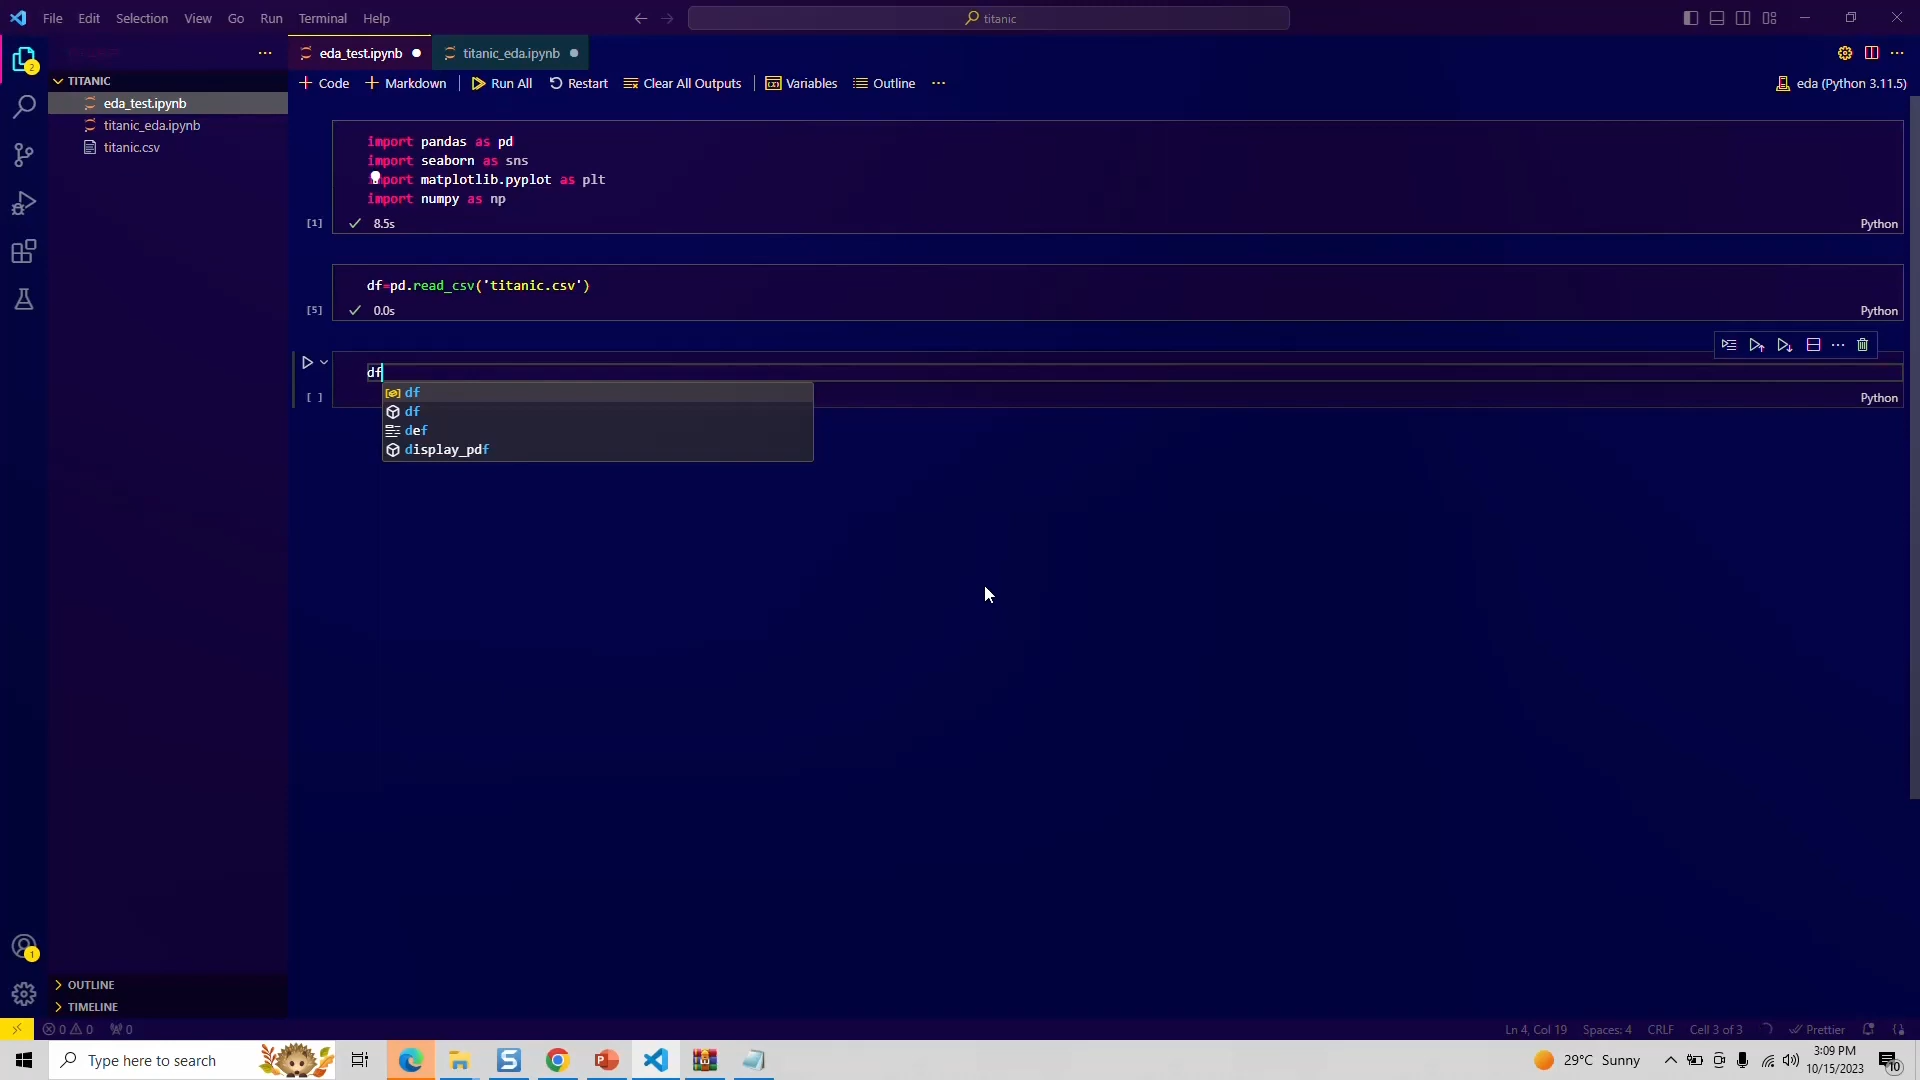 File Edit Selection View Go Run Terminal Help
titanic
TITANIC
eda_test.ipynb
titanic_eda.ipynb
titanic.csv
OUTLINE
TIMELINE
eda_test.ipynb titanic_eda.ipynb
Code Markdown Run All Restart Clear All Outputs Variables Outline
eda (Python 3.11.5)
import pandas as pd
import seaborn as sns
import matplotlib.pyplot as plt
import numpy as np
[1] 8.5s Python
df=pd.read_csv('titanic.csv')
[5] 0.0s Python
df
[ ] Python
df
df
def
display_pdf
2
1
0 0 0
Ln 4, Col 19 Spaces: 4 CRLF Cell 3 of 3 Prettier
Type here to search
29°C Sunny
3:09 PM
10/15/2023
10